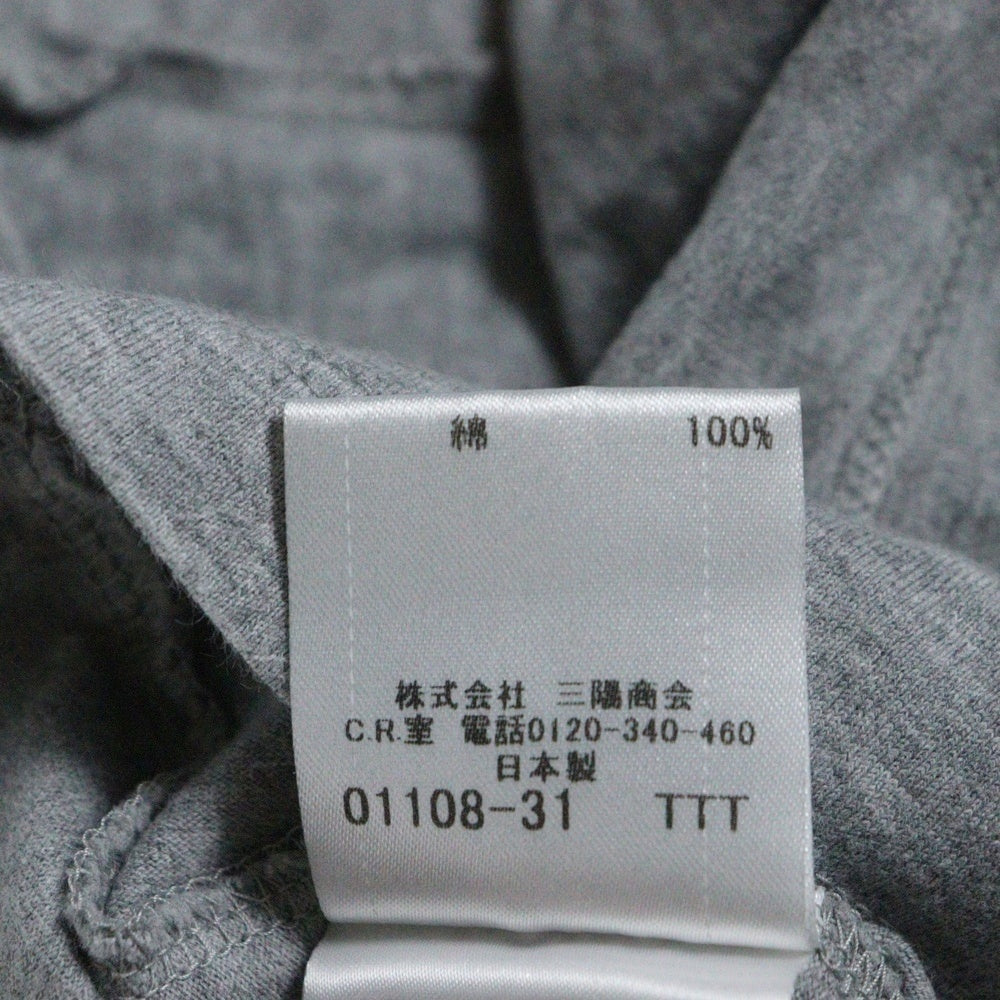 綿 100%
株式会社 三陽商会
C.R.室 電話0120-340-460
日本製
01108-31 TTT